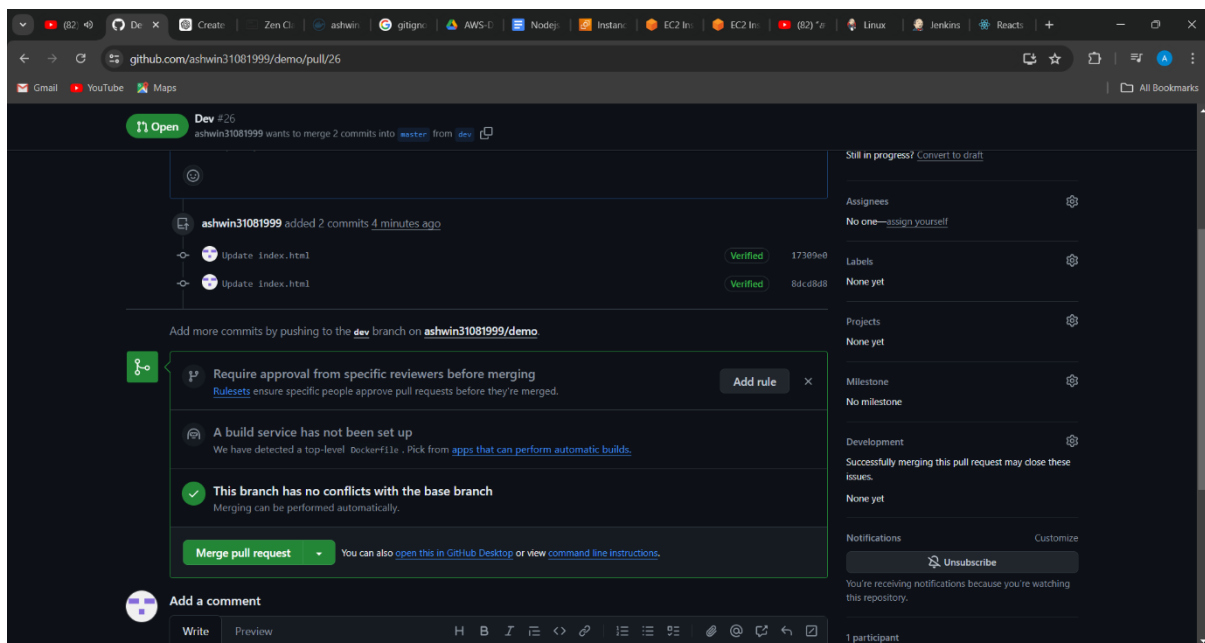 (82)
De
Create
Zen Cl
ashwin
gitigno
AWS-D
Nodejs
Instanc
EC2 Ins
EC2 Ins
(82)
Linux
Jenkins
Reacts
github.com/ashwin31081999/demo/pull/26
Gmail
YouTube
Maps
All Bookmarks
Open
Dev #26
ashwin31081999 wants to merge 2 commits into master from dev
Still in progress? Convert to draft
ashwin31081999 added 2 commits 4 minutes ago
Update index.html Verified 17309e0
Update index.html Verified 8dcd8d8
Add more commits by pushing to the dev branch on ashwin31081999/demo.
Require approval from specific reviewers before merging
Rulesets ensure specific people approve pull requests before they're merged.
Add rule
A build service has not been set up
We have detected a top-level Dockerfile. Pick from apps that can perform automatic builds.
This branch has no conflicts with the base branch
Merging can be performed automatically.
Merge pull request
You can also open this in GitHub Desktop or view command line instructions.
Add a comment
Write Preview
H B I
Assignees
No one—assign yourself
Labels
None yet
Projects
None yet
Milestone
No milestone
Development
Successfully merging this pull request may close these
issues.
None yet
Notifications Customize
Unsubscribe
You're receiving notifications because you're watching
this repository.
1 participant